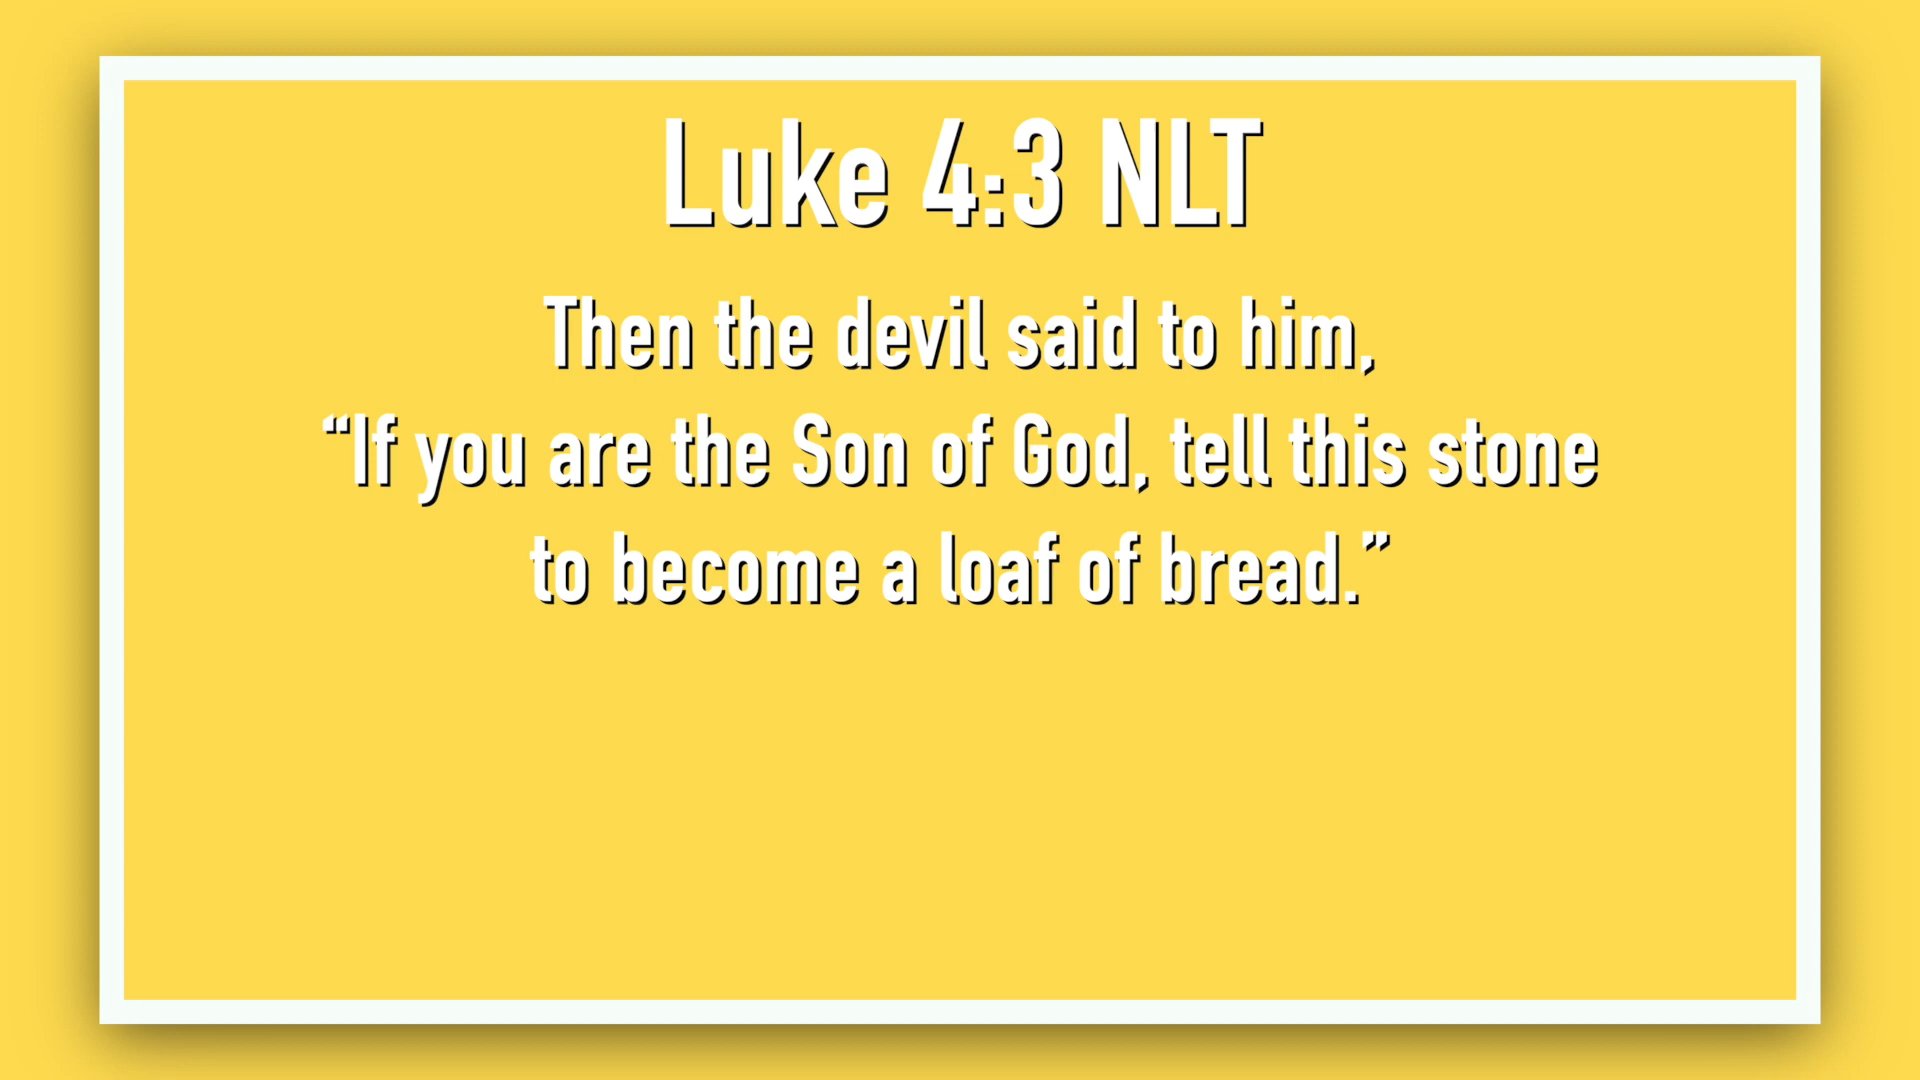 Luke 4:3 NLT
Then the devil said to him,
“If you are the Son of God, tell this stone
to become a loaf of bread.”